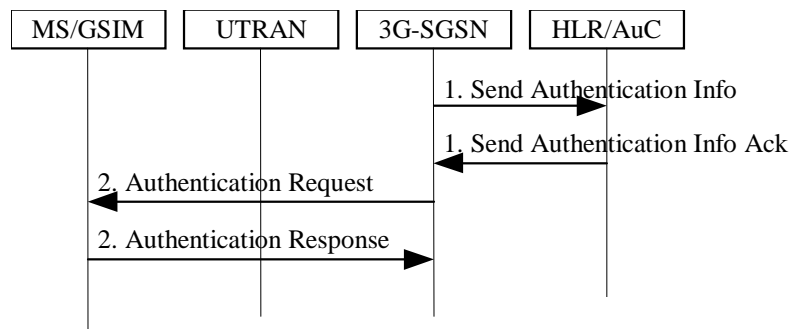 MS/GSIM
UTRAN
3G-SGSN
HLR/AuC
1. Send Authentication Info
1. Send Authentication Info Ack
2. Authentication Request
2. Authentication Response